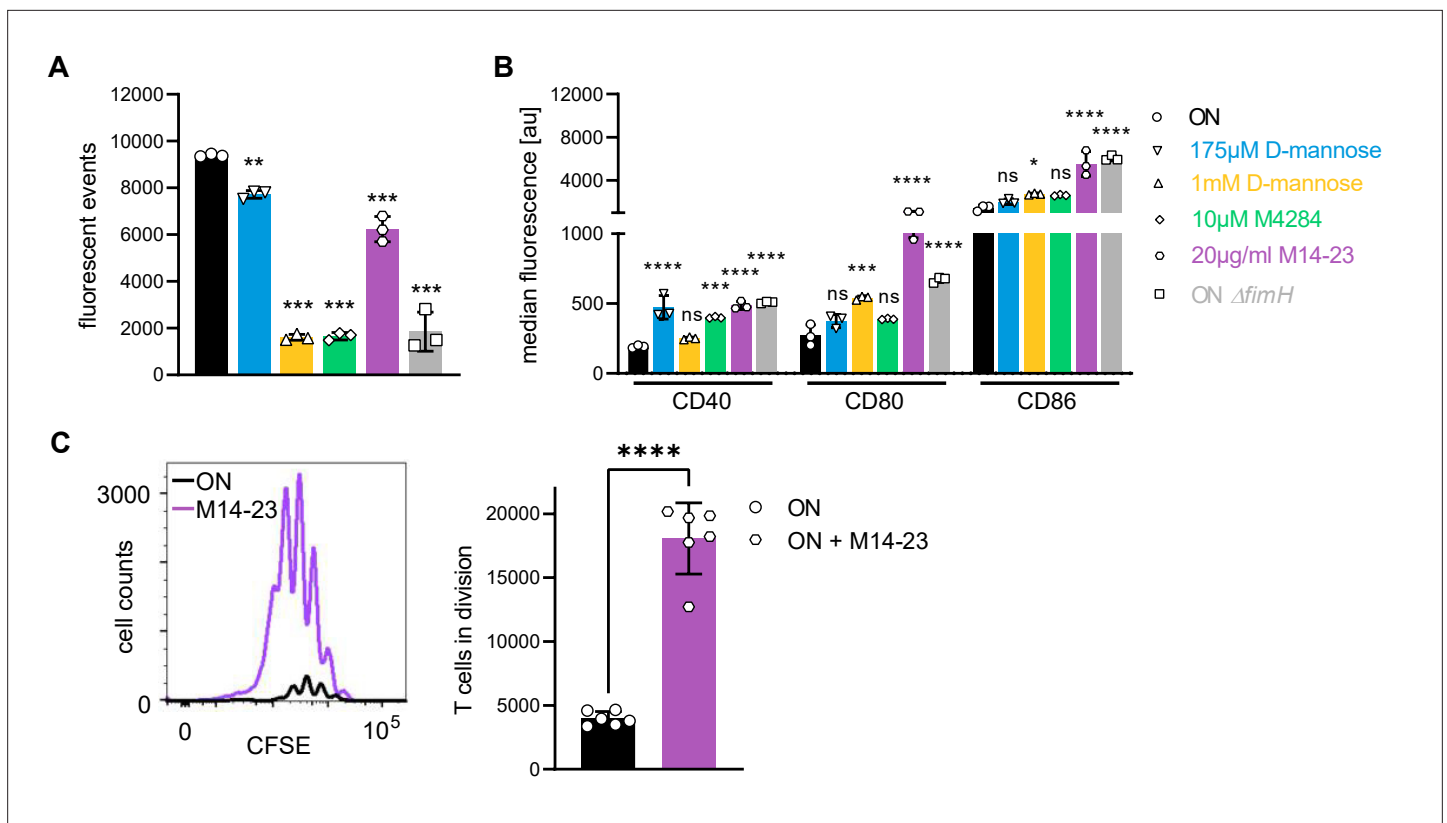 A
fluorescent events
12000
10000
8000
6000
4000
2000
0
**
***
***
***
***
B
median fluorescence [au]
12000
8000
4000
1000
500
0
****
ns
***
****
****
ns
***
ns
****
****
ns
*
ns
****
****
CD40
CD80
CD86
ON
175µM D-mannose
1mM D-mannose
10µM M4284
20µg/ml M14-23
ON ΔfimH
C
ON
M14-23
cell counts
3000
0
0
10⁵
CFSE
****
T cells in division
20000
15000
10000
5000
0
ON
ON + M14-23